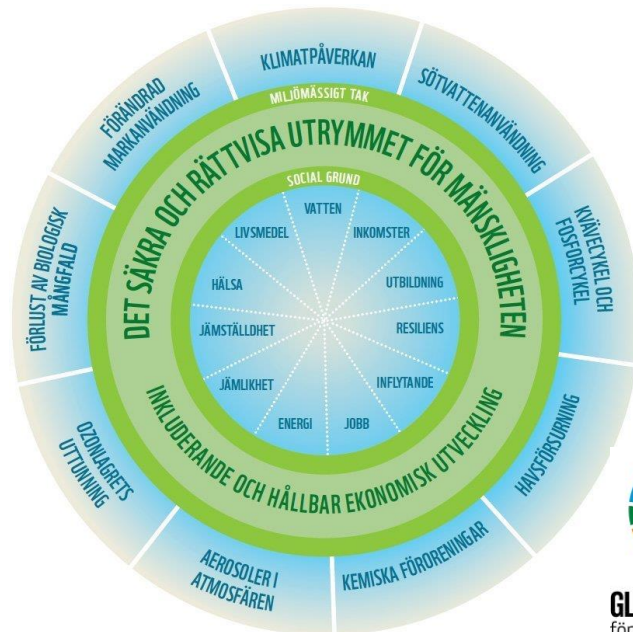 KLIMATPÅVERKAN
SÖTVATTENANVÄNDNING
KVÄVECYKEL OCH
FOSFORCYKEL
HAVSFÖRSURNING
KEMISKA FÖRORENINGAR
AEROSOLER I
ATMOSFÄREN
OZONLAGRETS
UTTUNNING
FÖRLUST AV BIOLOGISK
MÅNGFALD
FÖRÄNDRAD
MARKANVÄNDNING
MILJÖMÄSSIGT TAK
DET SÄKRA OCH RÄTTVISA UTRYMMET FÖR MÄNSKLIGHETEN
SOCIAL GRUND
VATTEN
INKOMSTER
UTBILDNING
RESILIENS
INFLYTANDE
JOBB
ENERGI
JÄMLIKHET
JÄMSTÄLLDHET
HÄLSA
LIVSMEDEL
INKLUDERANDE OCH HÅLLBAR EKONOMISK UTVECKLING
GL
för